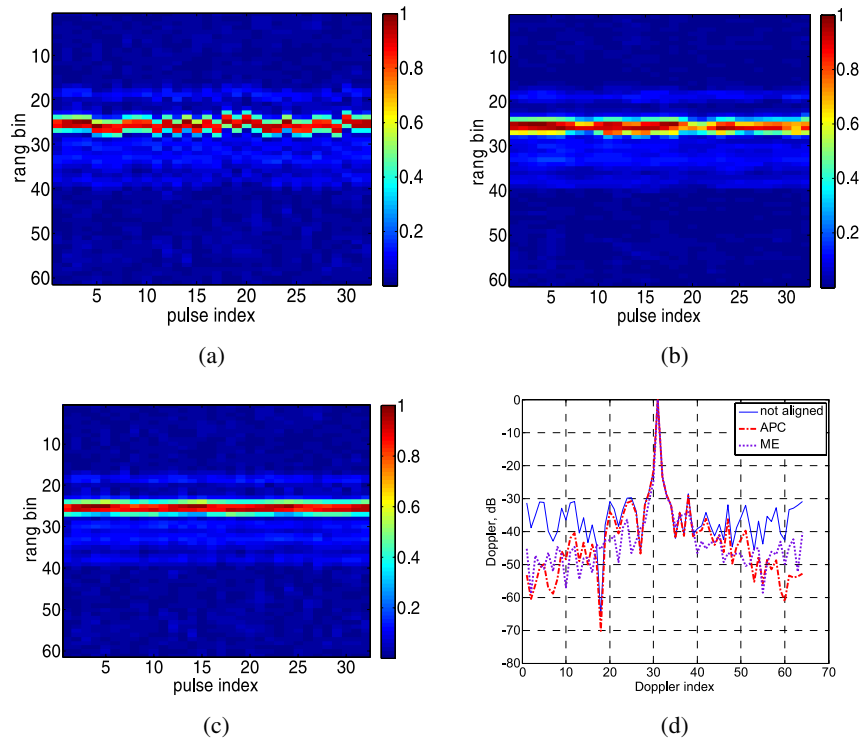 1
0.8
0.6
0.4
0.2
10
20
30
40
50
60
rang bin
5 10 15 20 25 30
pulse index
(a)
1
0.8
0.6
0.4
0.2
10
20
30
40
50
60
rang bin
5 10 15 20 25 30
pulse index
(b)
1
0.8
0.6
0.4
0.2
10
20
30
40
50
60
rang bin
5 10 15 20 25 30
pulse index
(c)
not aligned
APC
ME
0
-10
-20
-30
-40
-50
-60
-70
-80
Doppler, dB
0 10 20 30 40 50 60 70
Doppler index
(d)